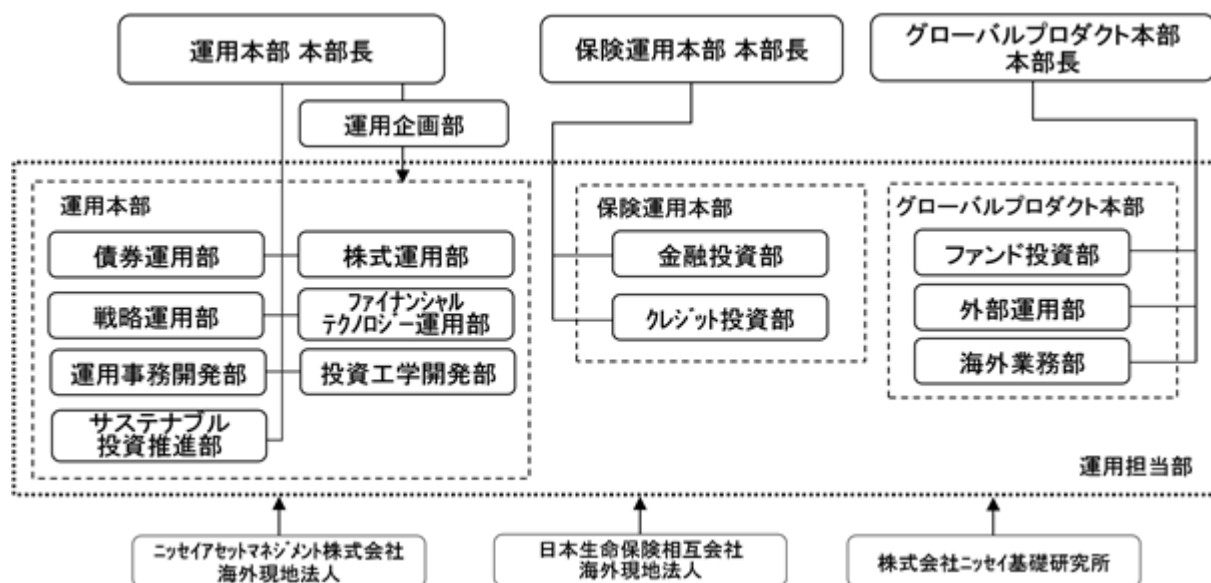 運用本部 本部長
保険運用本部 本部長
グローバルプロダクト本部
本部長
運用企画部
運用本部
債券運用部
株式運用部
戦略運用部
ファイナンシャル
テクノロジー運用部
運用事務開発部
投資工学開発部
サステナブル
投資推進部
保険運用本部
金融投資部
クレジット投資部
グローバルプロダクト本部
ファンド投資部
外部運用部
海外業務部
運用担当部
ニッセイアセットマネジメント株式会社
海外現地法人
日本生命保険相互会社
海外現地法人
株式会社ニッセイ基礎研究所